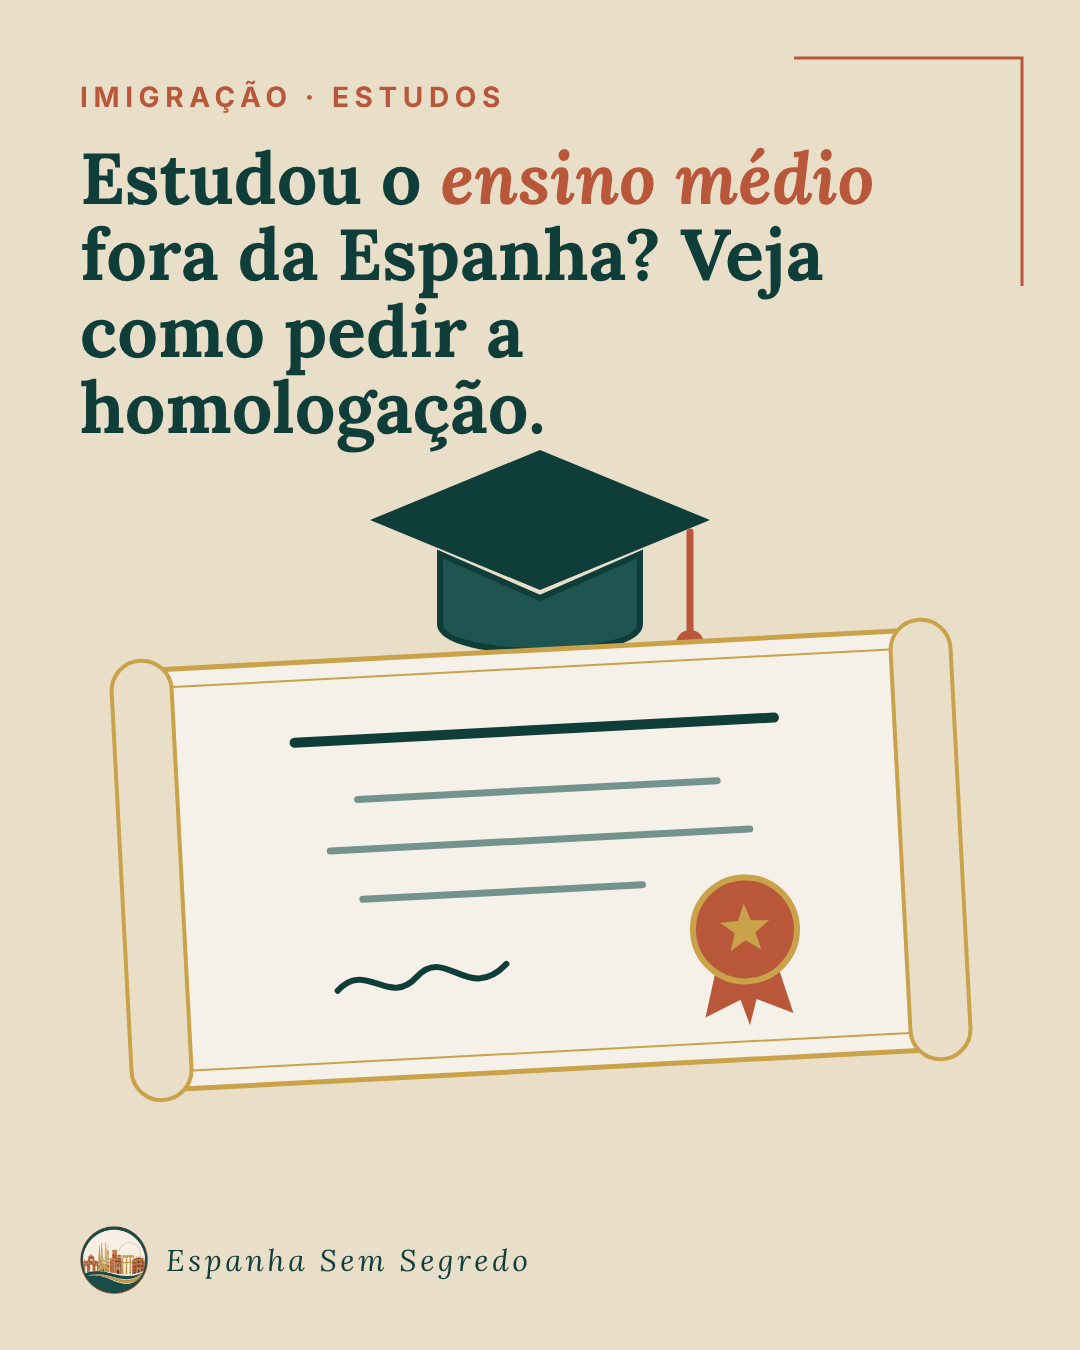 IMIGRAÇÃO · ESTUDOS
Estudou o ensino médio
fora da Espanha? Veja
como pedir a
homologação.
Espanha Sem Segredo